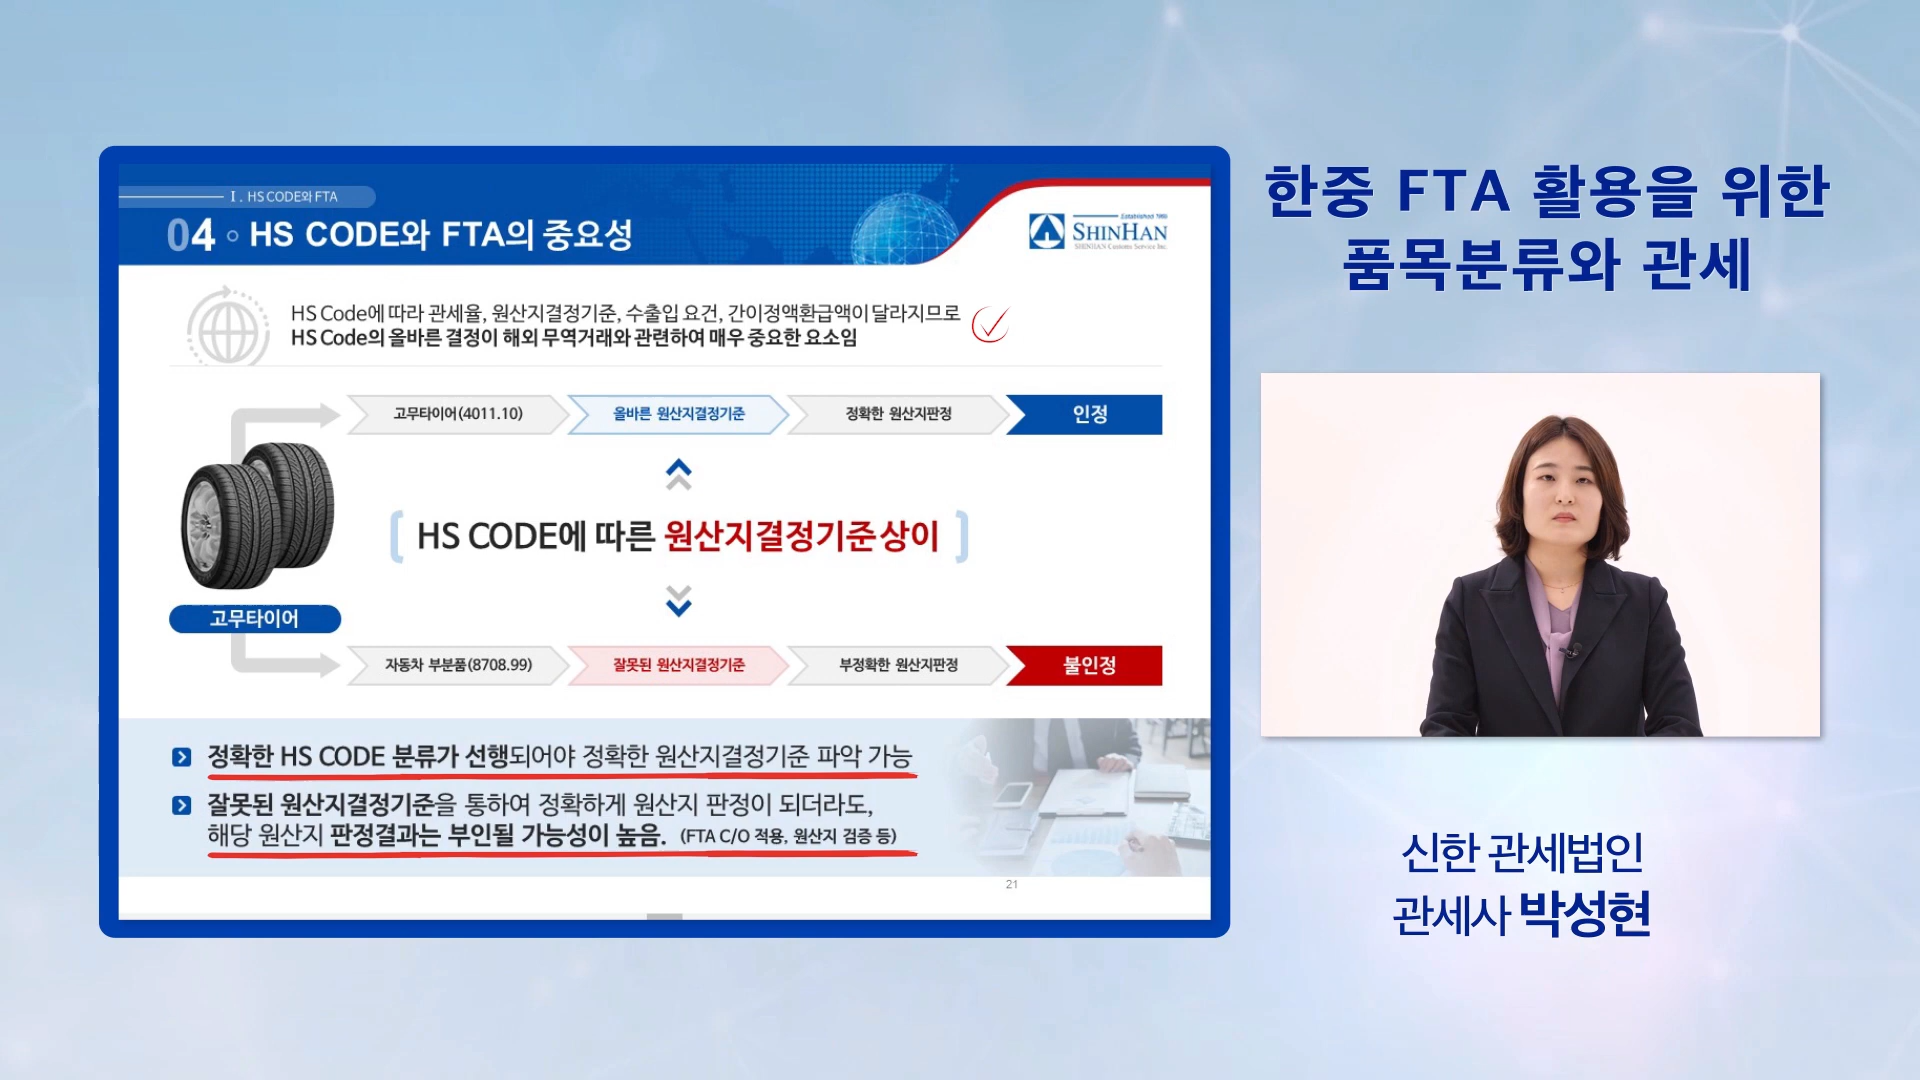 한중 FTA 활용을 위한
품목분류와 관세
I. HS CODE와 FTA
04 HS CODE와 FTA의 중요성
Established 1966
SHINHAN
SHINHAN Customs Service Inc.
HS Code에 따라 관세율, 원산지결정기준, 수출입 요건, 간이정액환급액이 달라지므로
HS Code의 올바른 결정이 해외 무역거래와 관련하여 매우 중요한 요소임
고무타이어(4011.10)
올바른 원산지결정기준
정확한 원산지판정
인정
HS CODE에 따른 원산지결정기준 상이
고무타이어
자동차 부분품(8708.99)
잘못된 원산지결정기준
부정확한 원산지판정
불인정
정확한 HS CODE 분류가 선행되어야 정확한 원산지결정기준 파악 가능
잘못된 원산지결정기준을 통하여 정확하게 원산지 판정이 되더라도,
해당 원산지 판정결과는 부인될 가능성이 높음. (FTA C/O 적용, 원산지 검증 등)
21
신한 관세법인
관세사 박성현